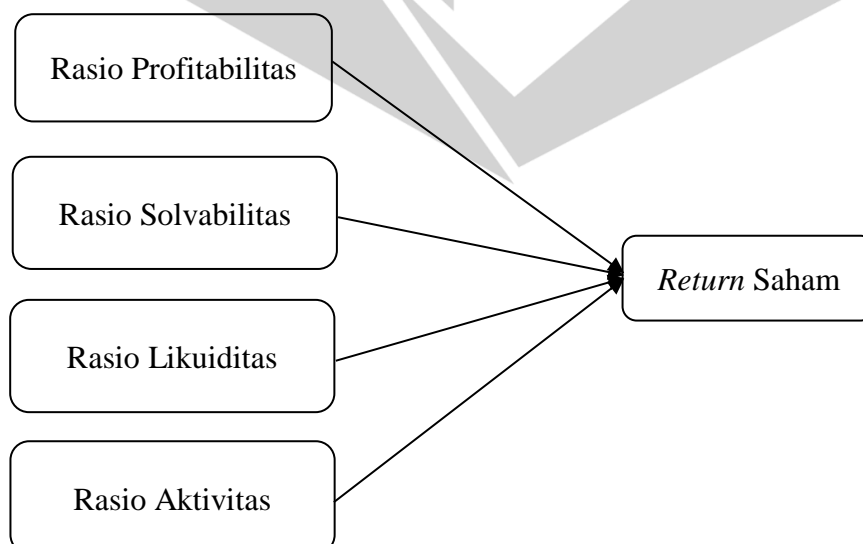 Rasio Profitabilitas
Rasio Solvabilitas
Return Saham
Rasio Likuiditas
Rasio Aktivitas